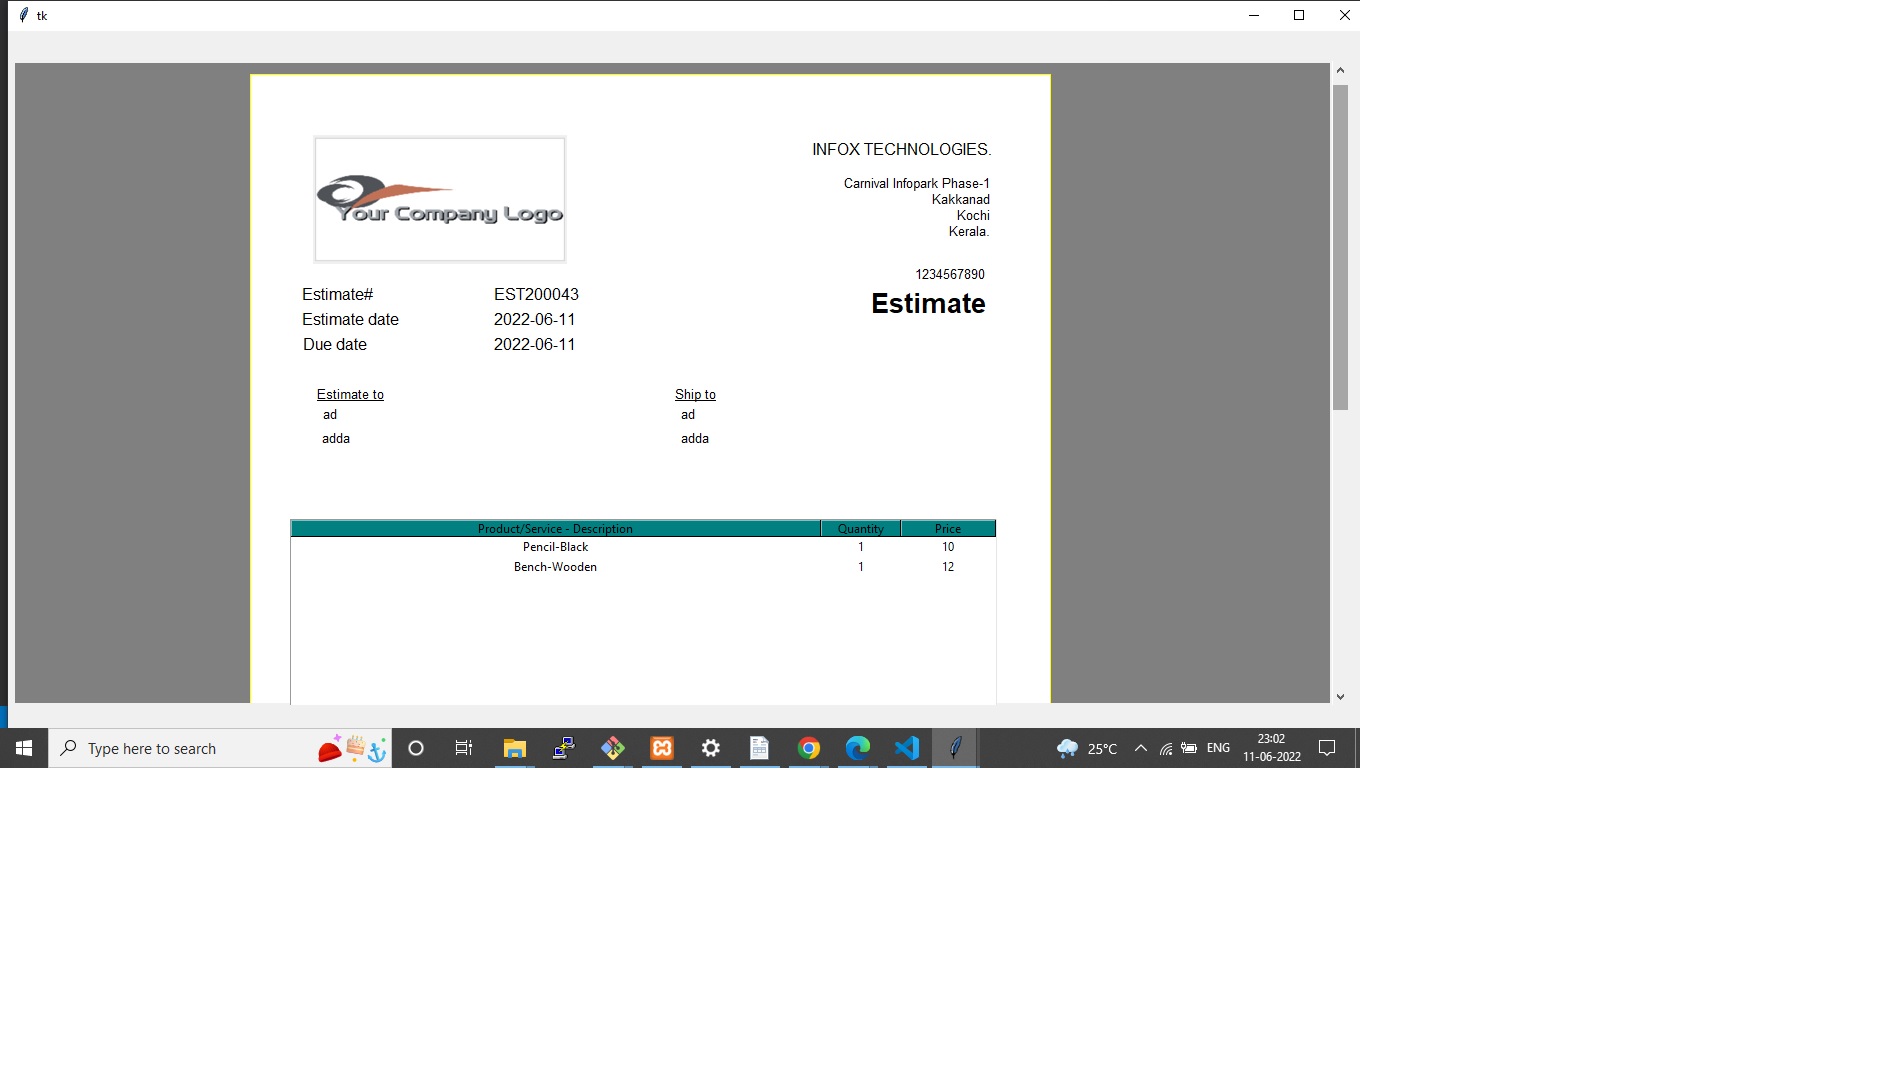 tk
Your Company Logo
INFOX TECHNOLOGIES.
Carnival Infopark Phase-1
Kakkanad
Kochi
Kerala.
1234567890
Estimate
Estimate# EST200043
Estimate date 2022-06-11
Due date 2022-06-11
Estimate to Ship to
ad ad
adda adda
Product/Service - Description Quantity Price
Pencil-Black 1 10
Bench-Wooden 1 12
Type here to search
25°C
ENG
23:02
11-06-2022